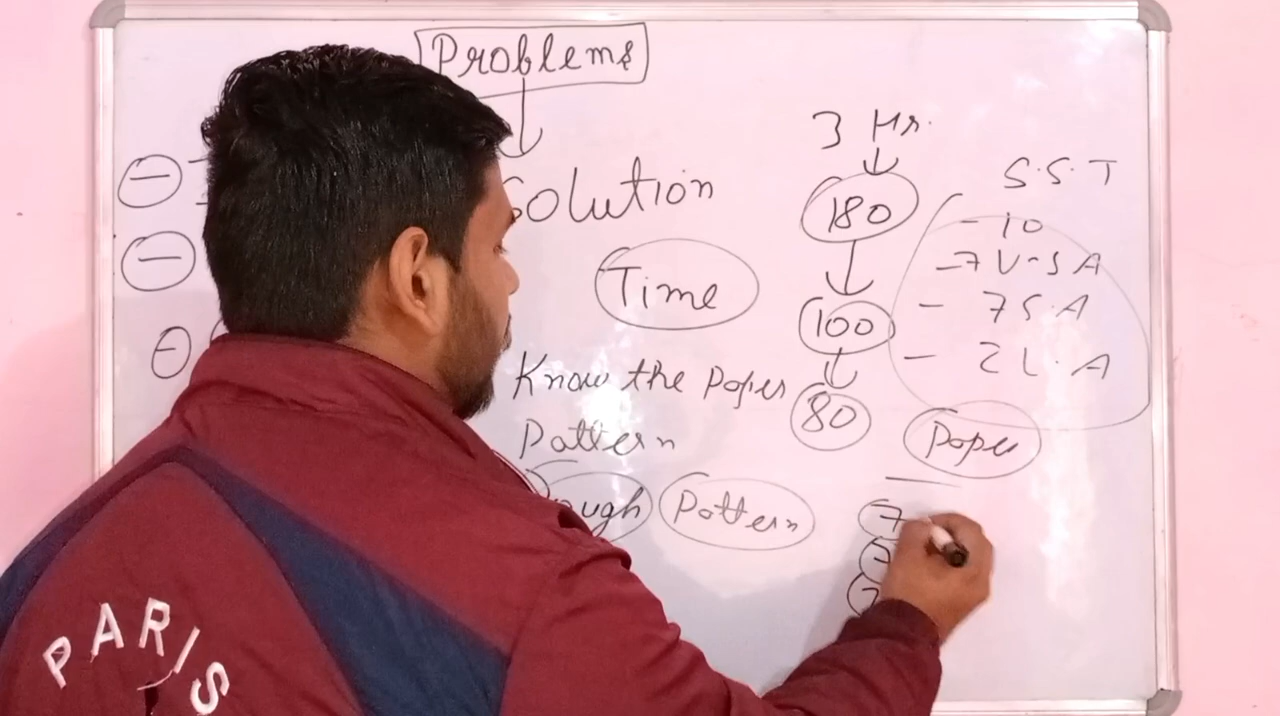 Problems
Solution
Time
Know the Paper
Pattern
Pattern
3 Hr.
180
100
80
S.S.T
- 10
- 7 V-S A
- 7 S.A
- 2 L.A
Paper
7
PARIS